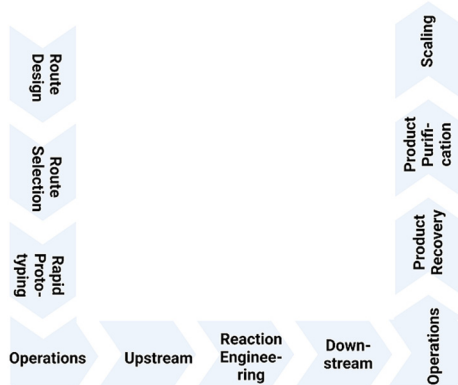 Route
Design
Route
Selection
Rapid
Proto-
typing
Operations
Upstream
Reaction
Enginee-
ring
Down-
stream
Operations
Product
Recovery
Product
Purifi-
cation
Scaling